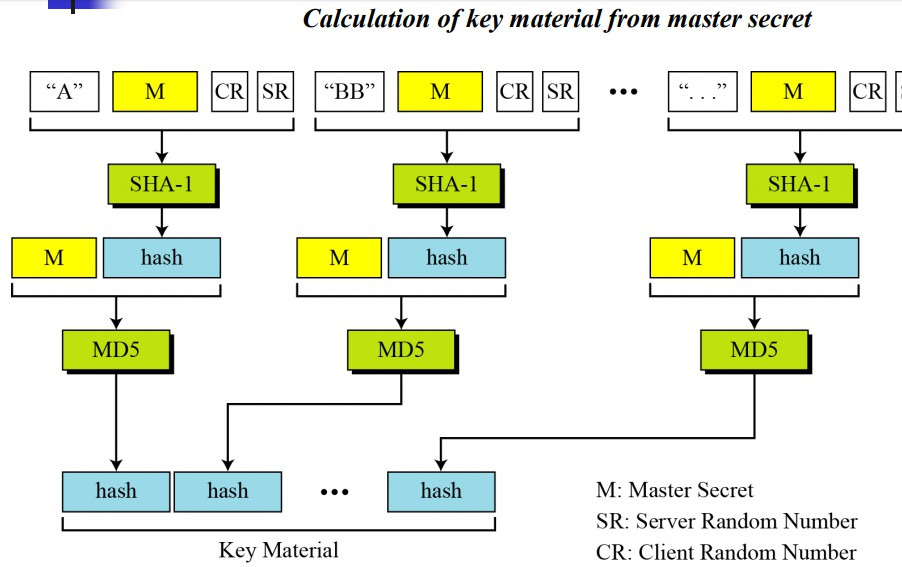 Calculation of key material from master secret
“A” M CR SR “BB” M CR SR ••• “. . .” M CR
SHA-1 SHA-1 SHA-1
M hash M hash M hash
MD5 MD5 MD5
hash hash ••• hash
Key Material
M: Master Secret
SR: Server Random Number
CR: Client Random Number